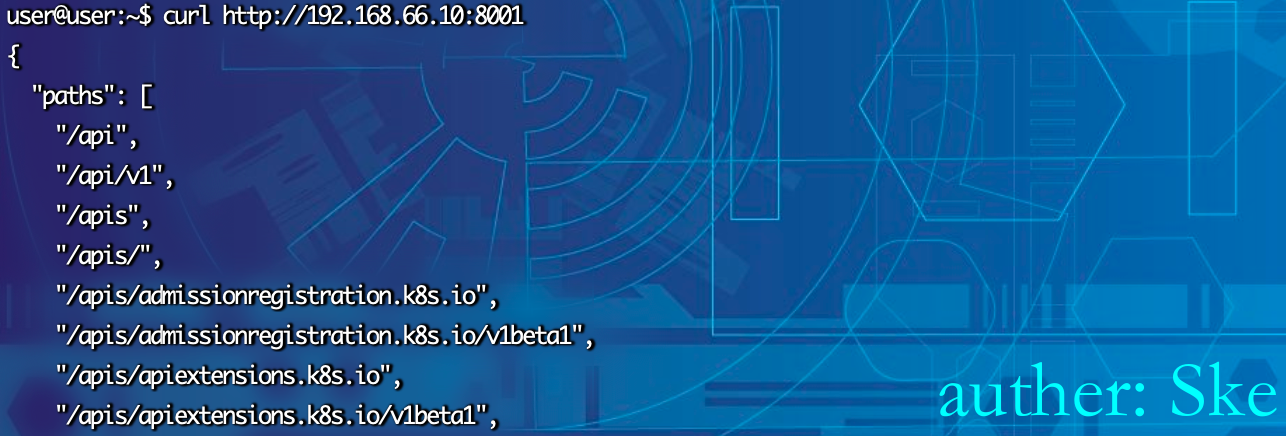 user@user:~$ curl http://192.168.66.10:8001
{
  "paths": [
    "/api",
    "/api/v1",
    "/apis",
    "/apis/",
    "/apis/admissionregistration.k8s.io",
    "/apis/admissionregistration.k8s.io/v1beta1",
    "/apis/apiextensions.k8s.io",
    "/apis/apiextensions.k8s.io/v1beta1",
auther: Ske